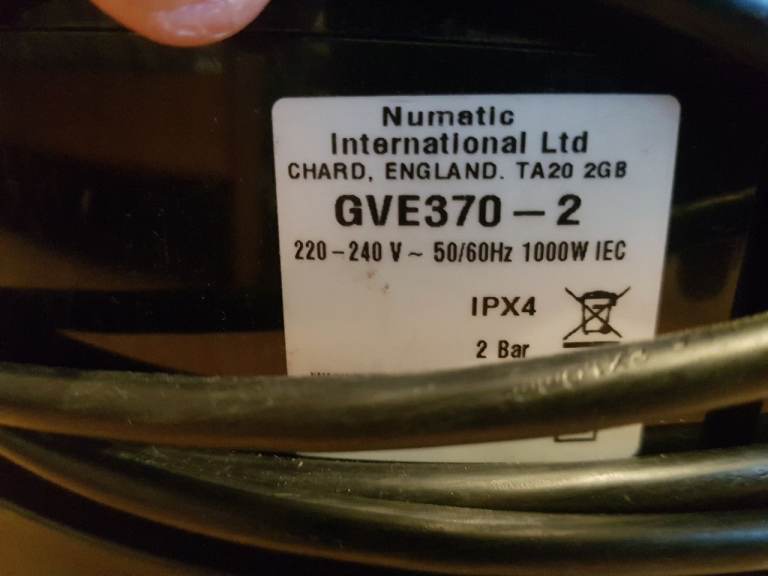 Numatic
International Ltd
CHARD, ENGLAND. TA20 2GB
GVE370-2
220-240 V ~ 50/60Hz 1000W IEC
IPX4
2 Bar